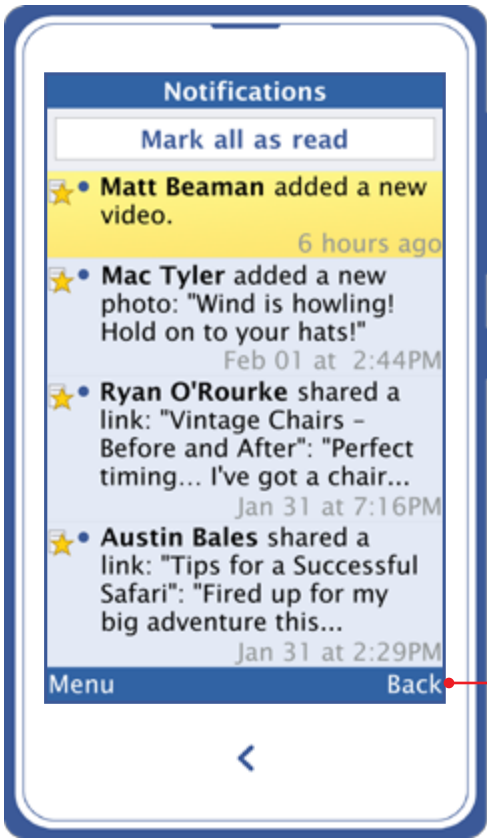 Notifications
Mark all as read
Matt Beaman added a new
video.
6 hours ago
Mac Tyler added a new
photo: "Wind is howling!
Hold on to your hats!"
Feb 01 at 2:44PM
Ryan O'Rourke shared a
link: "Vintage Chairs –
Before and After": "Perfect
timing... I've got a chair...
Jan 31 at 7:16PM
Austin Bales shared a
link: "Tips for a Successful
Safari": "Fired up for my
big adventure this...
Jan 31 at 2:29PM
Menu Back